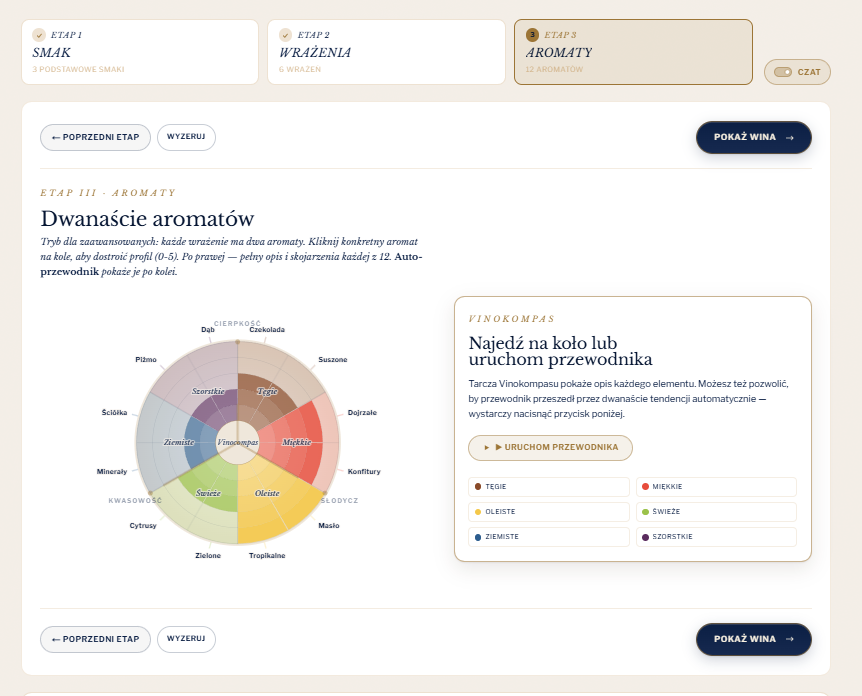 ETAP 1
SMAK
3 PODSTAWOWE SMAKI
ETAP 2
WRAŻENIA
6 WRAŻEŃ
3 ETAP 3
AROMATY
12 AROMATÓW
CZAT
← POPRZEDNI ETAP
WYZERUJ
POKAŻ WINA →
ETAP III · AROMATY
Dwanaście aromatów
Tryb dla zaawansowanych: każde wrażenie ma dwa aromaty. Kliknij konkretny aromat
na kole, aby dostroić profil (0-5). Po prawej — pełny opis i skojarzenia każdej z 12. Auto-
przewodnik pokaże je po kolei.
CIERPKOŚĆ
Dąb
Czekolada
Piżmo
Suszone
Szorstkie
Tęgie
Ściółka
Dojrzałe
Ziemiste
Vinocompas
Miękkie
Minerały
Konfitury
Świeże
Oleiste
KWASOWOŚĆ
SŁODYCZ
Cytrusy
Masło
Zielone
Tropikalne
VINOKOMPAS
Najedź na koło lub
uruchom przewodnika
Tarcza Vinokompasu pokaże opis każdego elementu. Możesz też pozwolić,
by przewodnik przeszedł przez dwanaście tendencji automatycznie —
wystarczy nacisnąć przycisk poniżej.
▸ ▶ URUCHOM PRZEWODNIKA
TĘGIE
MIĘKKIE
OLEISTE
ŚWIEŻE
ZIEMISTE
SZORSTKIE
← POPRZEDNI ETAP
WYZERUJ
POKAŻ WINA →